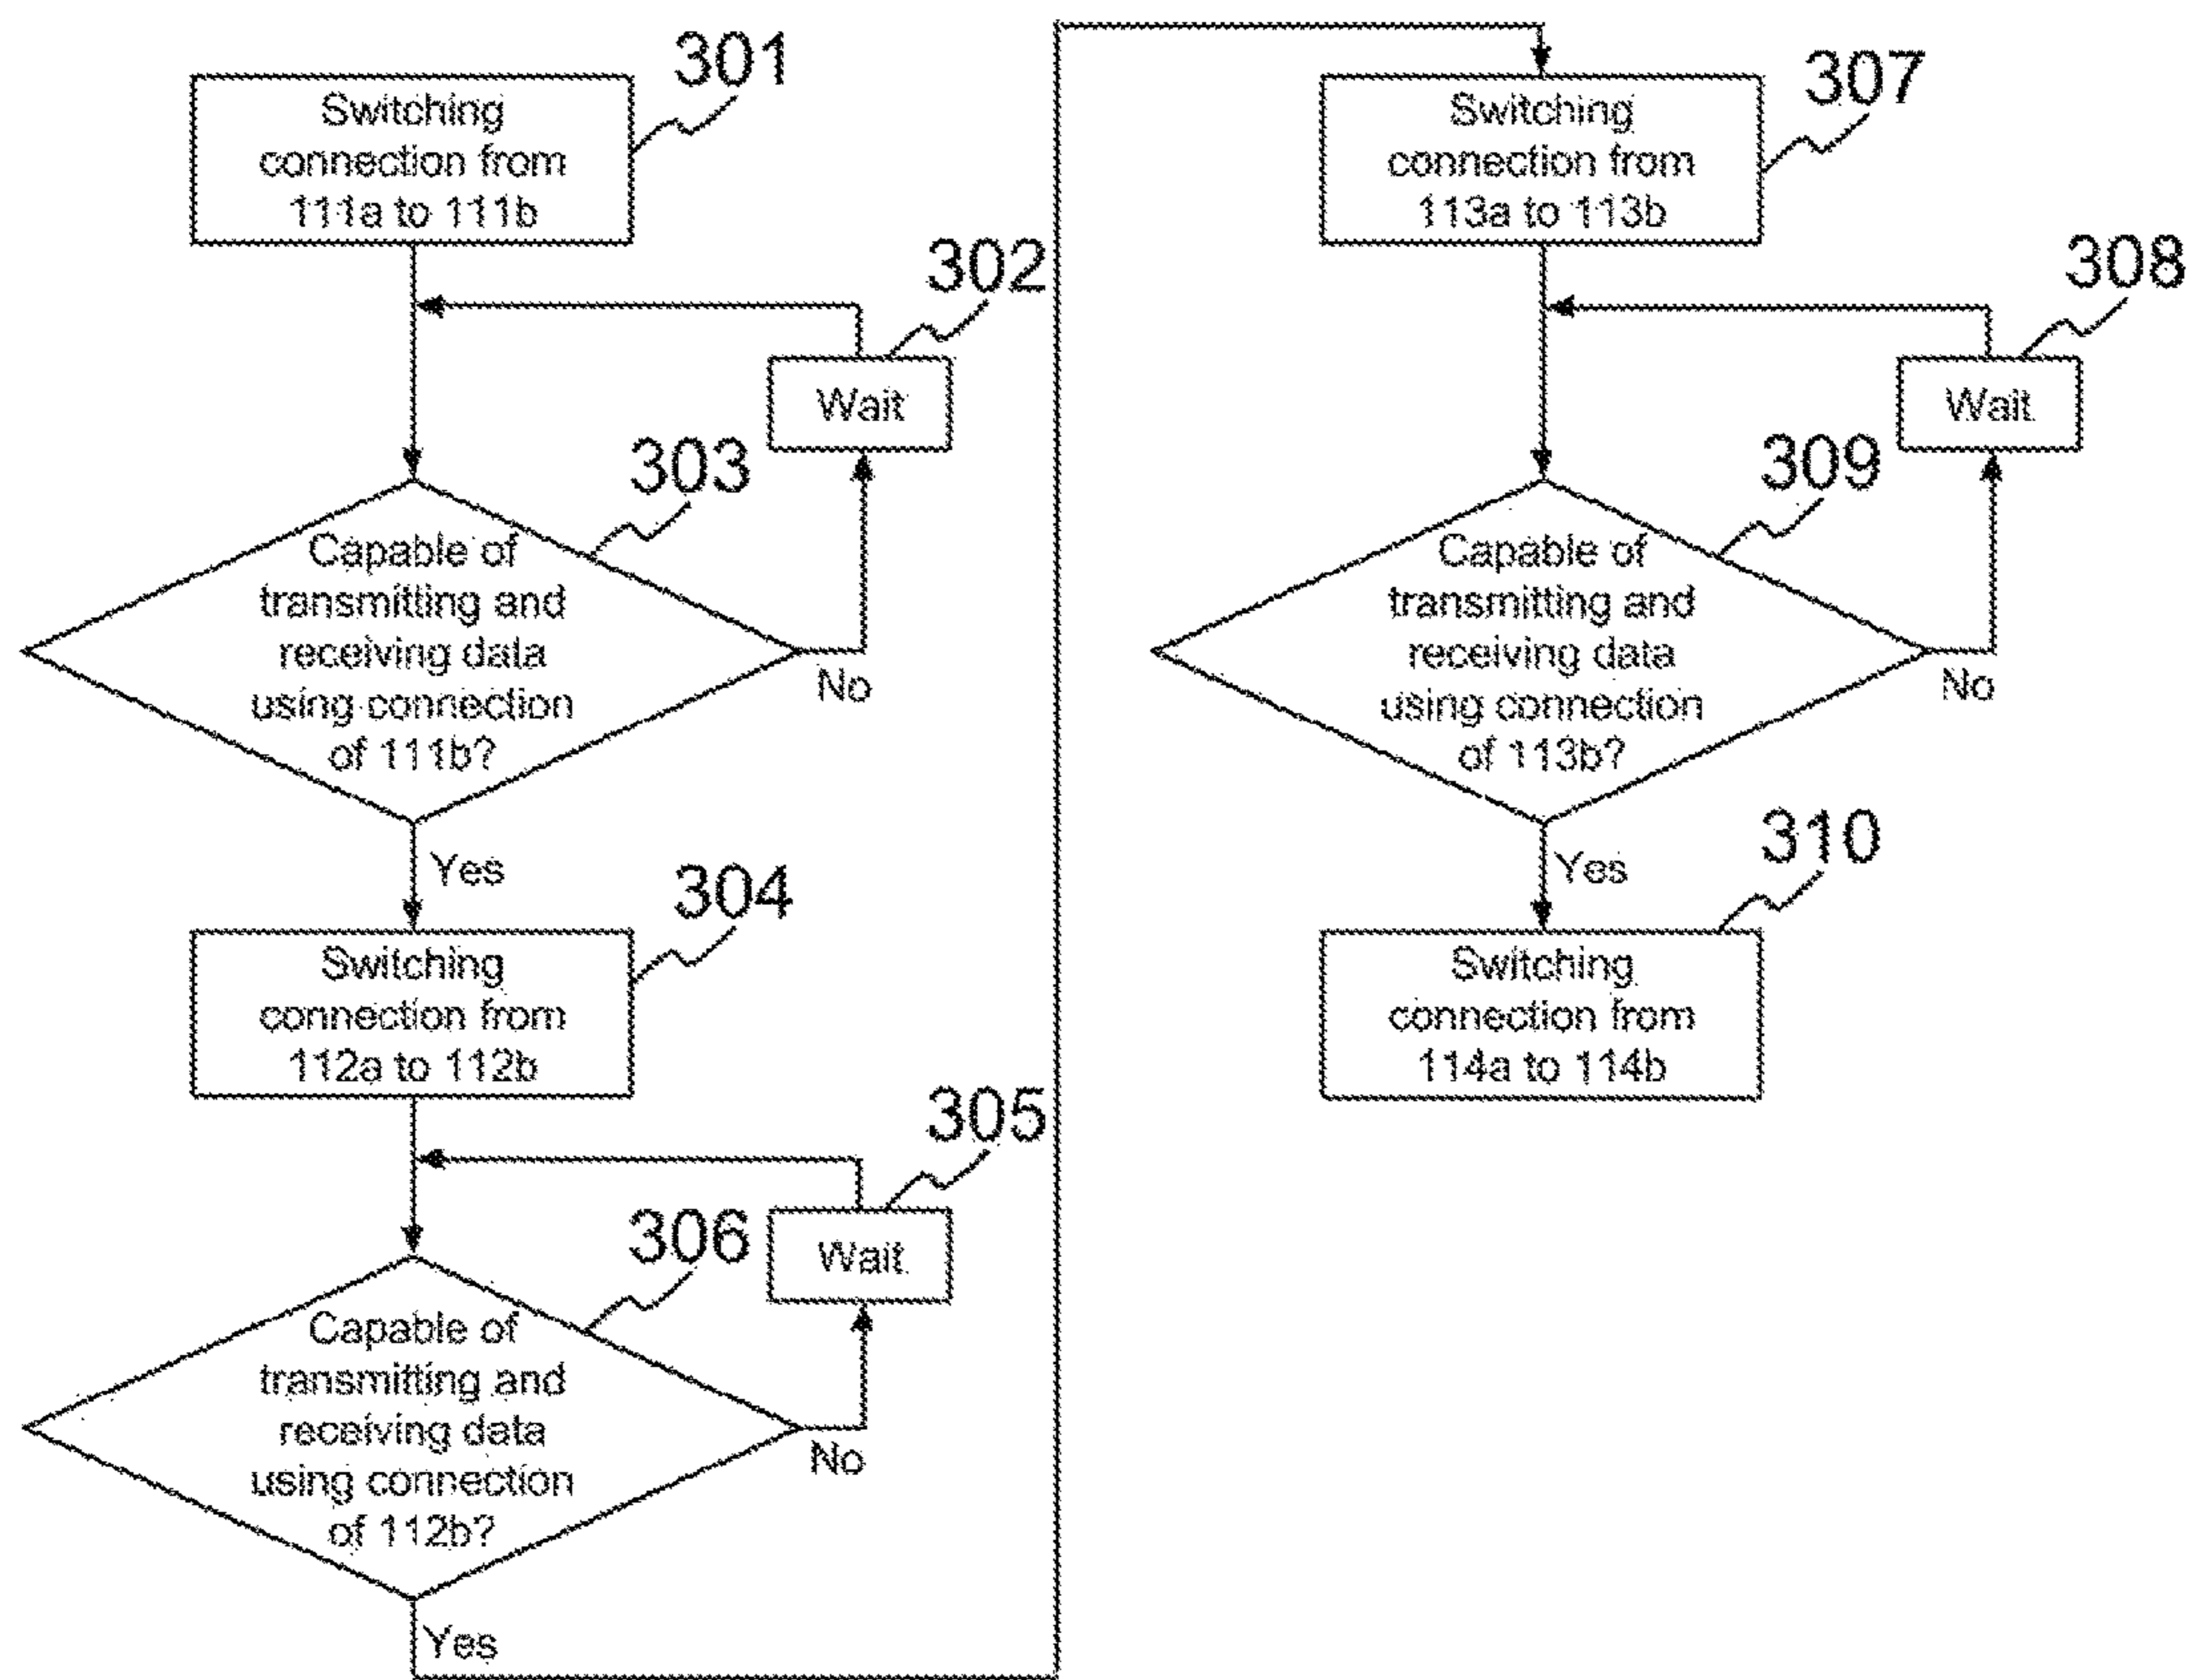 301
Switching
connection from
111a to 111b
302
Wait
303
Capable of
transmitting and
receiving data
using connection
of 111b?
No
Yes
304
Switching
connection from
112a to 112b
305
Wait
306
Capable of
transmitting and
receiving data
using connection
of 112b?
No
Yes
307
Switching
connection from
113a to 113b
308
Wait
309
Capable of
transmitting and
receiving data
using connection
of 113b?
No
Yes
310
Switching
connection from
114a to 114b